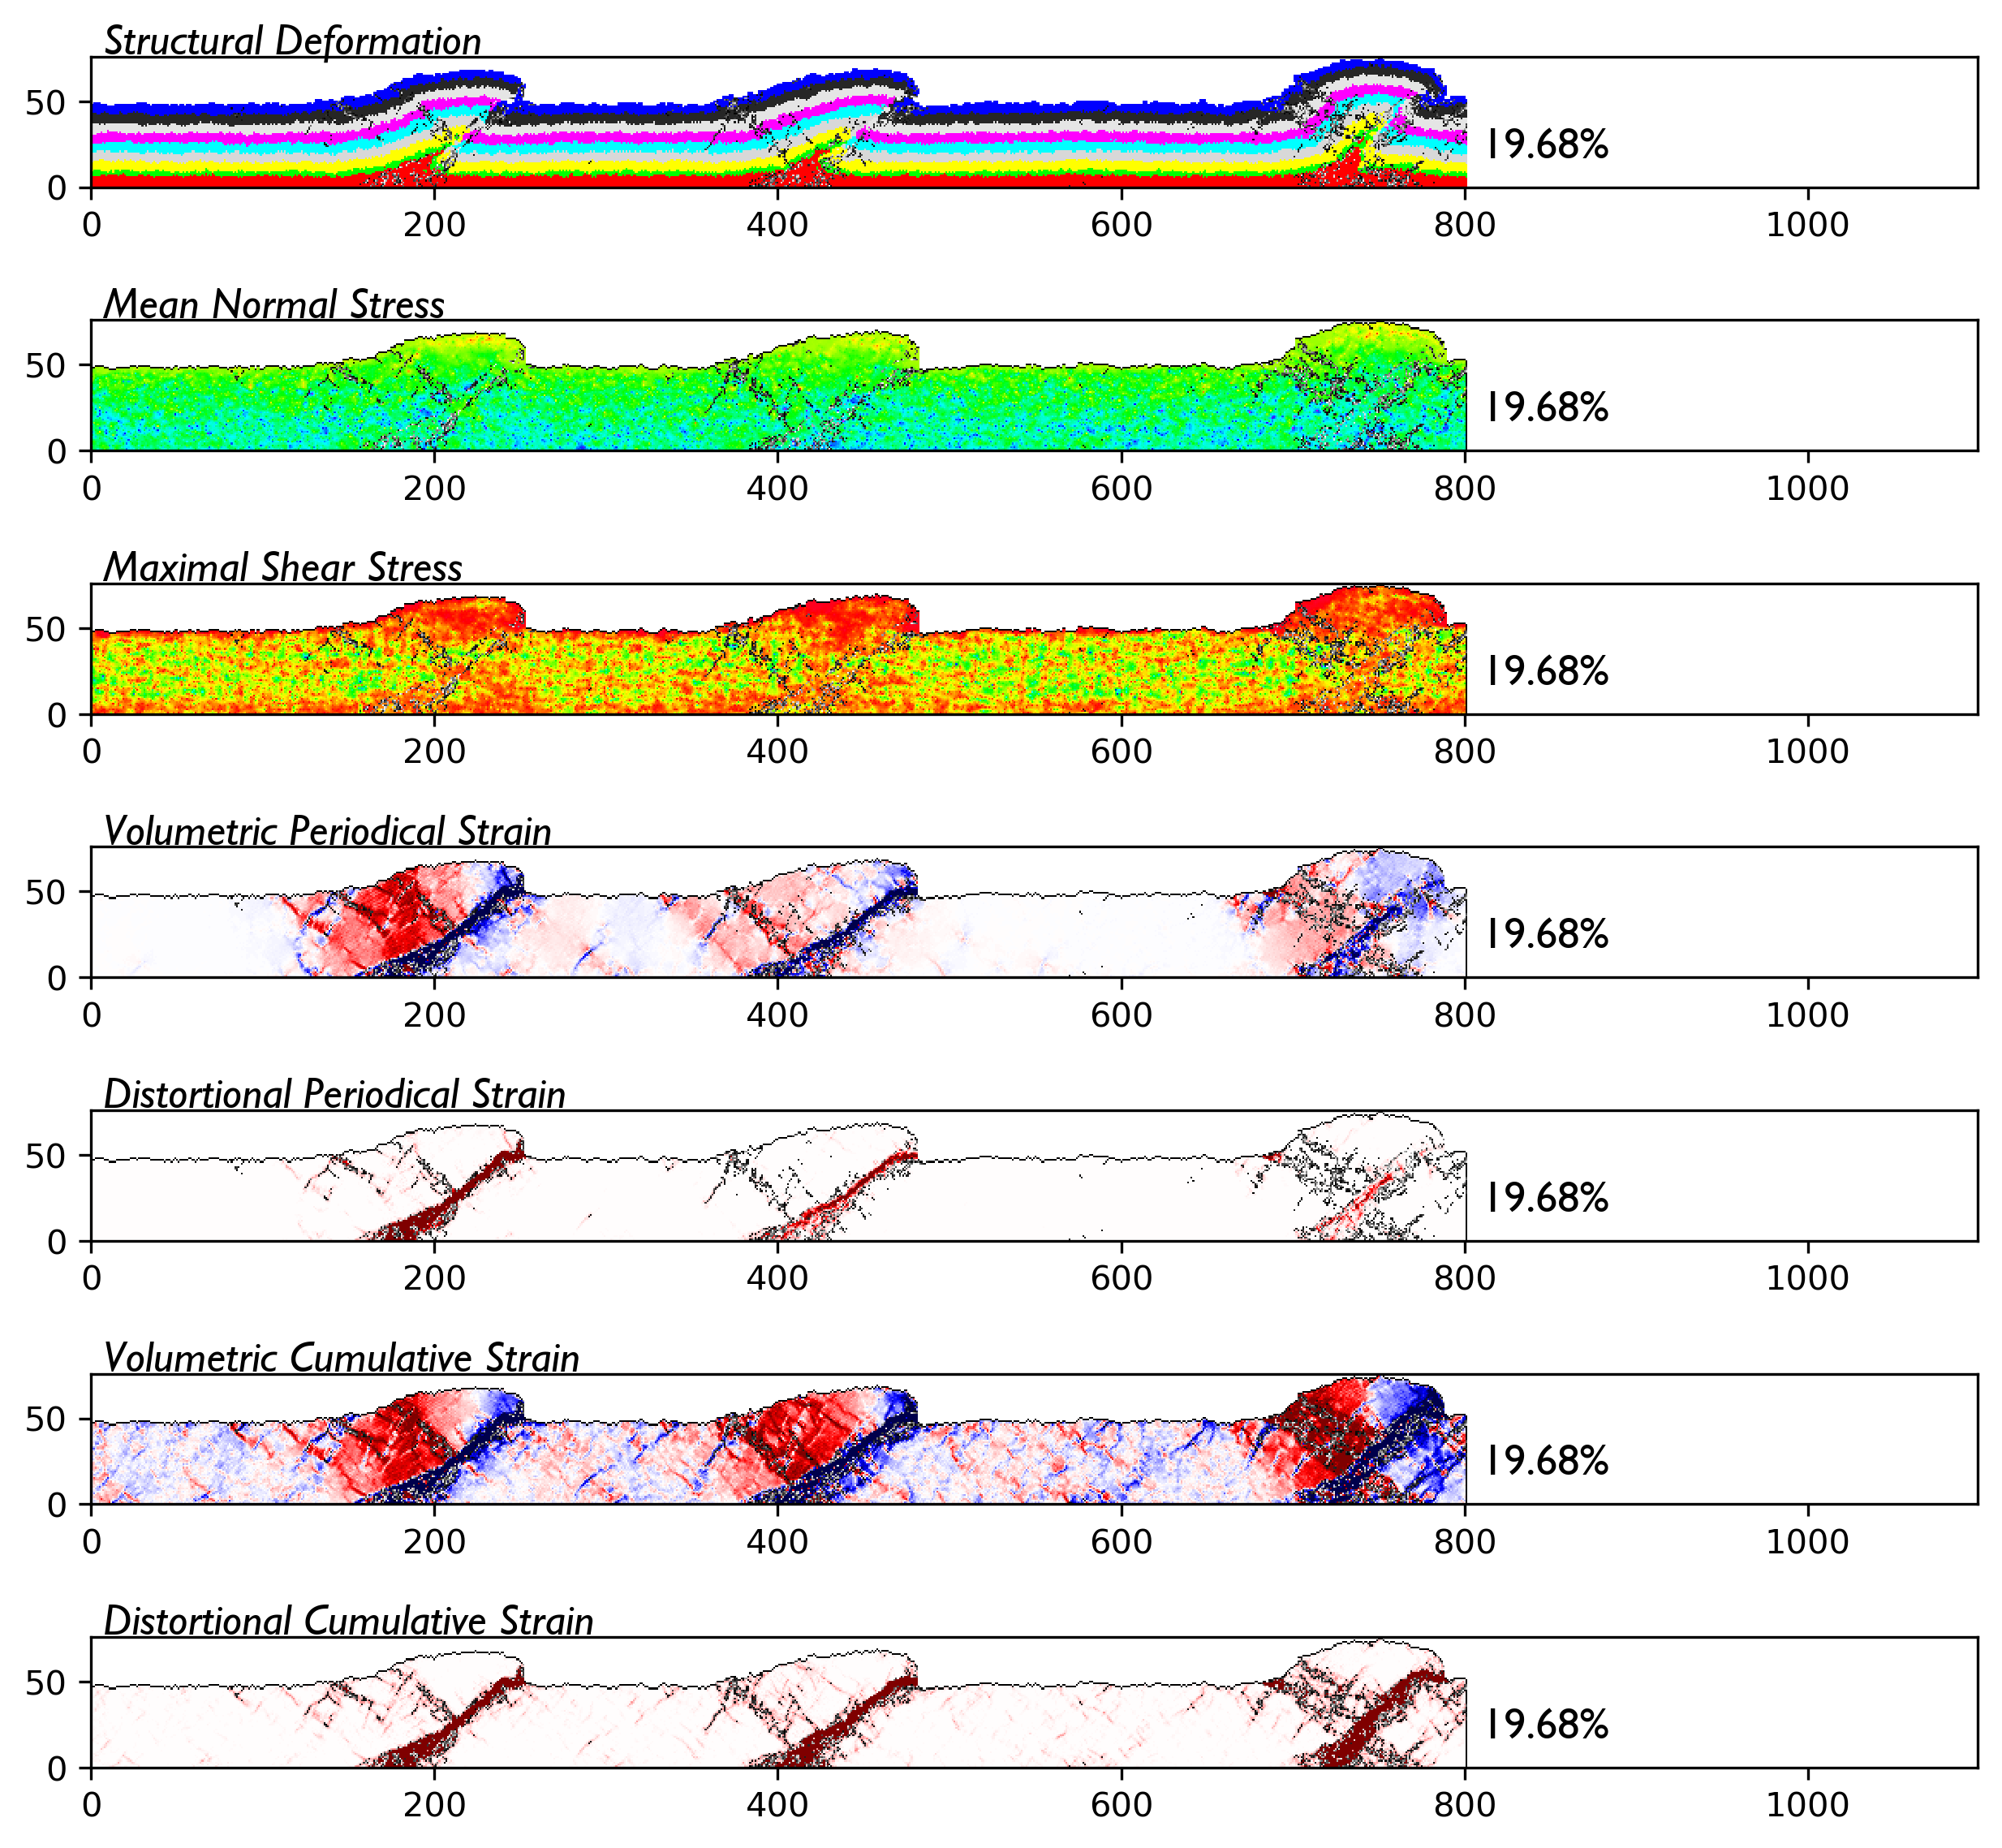 Structural Deformation
50
0
19.68%
0 200 400 600 800 1000
Mean Normal Stress
50
0
19.68%
0 200 400 600 800 1000
Maximal Shear Stress
50
0
19.68%
0 200 400 600 800 1000
Volumetric Periodical Strain
50
0
19.68%
0 200 400 600 800 1000
Distortional Periodical Strain
50
0
19.68%
0 200 400 600 800 1000
Volumetric Cumulative Strain
50
0
19.68%
0 200 400 600 800 1000
Distortional Cumulative Strain
50
0
19.68%
0 200 400 600 800 1000